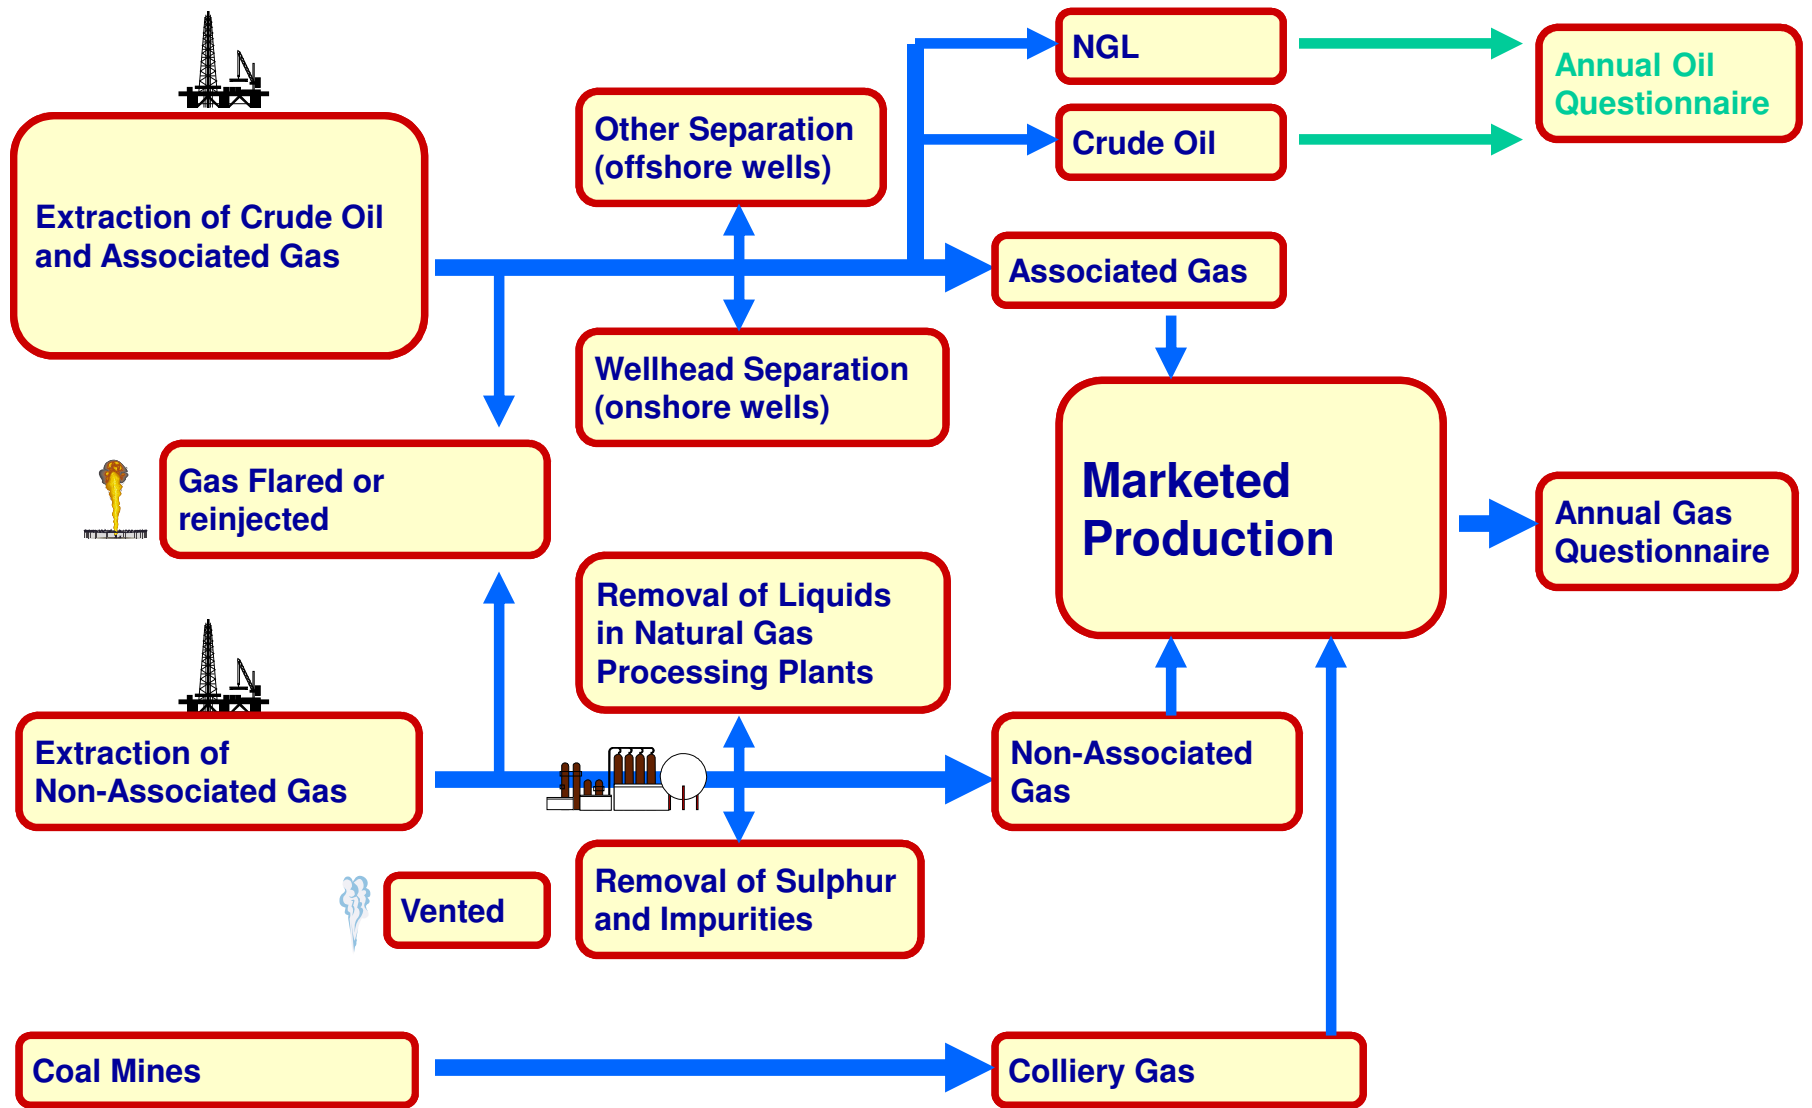 NGL
Annual Oil
Questionnaire
Other Separation
(offshore wells)
Crude Oil
Extraction of Crude Oil
and Associated Gas
Associated Gas
Wellhead Separation
(onshore wells)
Gas Flared or
reinjected
Marketed
Production
Annual Gas
Questionnaire
Removal of Liquids
in Natural Gas
Processing Plants
Extraction of
Non-Associated Gas
Non-Associated
Gas
Vented
Removal of Sulphur
and Impurities
Coal Mines
Colliery Gas